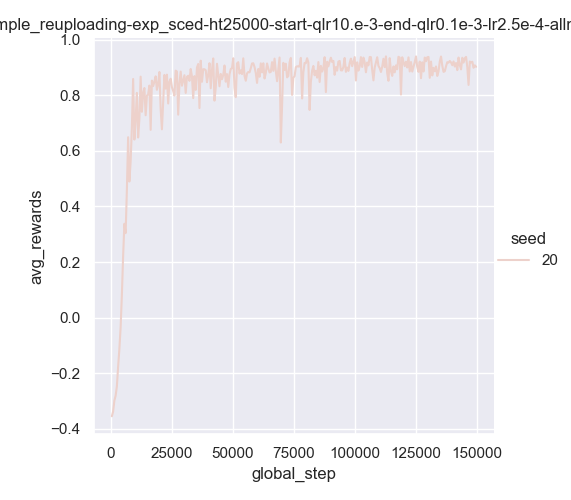 mple_reuploading-exp_sced-ht25000-start-qlr10.e-3-end-qlr0.1e-3-lr2.5e-4-allr
1.0
0.8
0.6
0.4
0.2
0.0
−0.2
−0.4
avg_rewards
0 25000 50000 75000 100000 125000 150000
global_step
seed
20